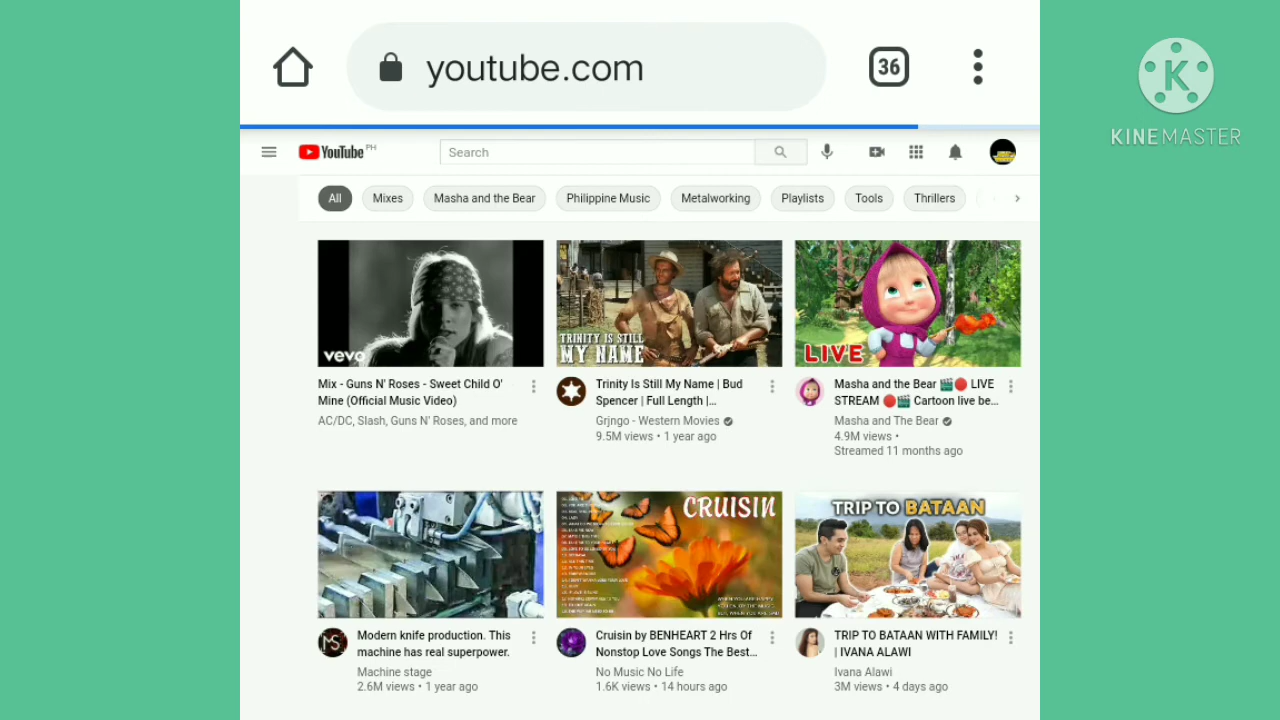 youtube.com
36
KINEMASTER
YouTube PH
Search
All
Mixes
Masha and the Bear
Philippine Music
Metalworking
Playlists
Tools
Thrillers
vevo
TRINITY IS STILL
MY NAME
LIVE
Mix - Guns N' Roses - Sweet Child O'
Mine (Official Music Video)
AC/DC, Slash, Guns N' Roses, and more
Trinity Is Still My Name | Bud
Spencer | Full Length |...
Grjngo - Western Movies
9.5M views • 1 year ago
Masha and the Bear 🎬🔴 LIVE
STREAM 🔴🎬 Cartoon live be...
Masha and The Bear
4.9M views •
Streamed 11 months ago
CRUISIN
TRIP TO BATAAN
Modern knife production. This
machine has real superpower.
Machine stage
2.6M views • 1 year ago
Cruisin by BENHEART 2 Hrs Of
Nonstop Love Songs The Best...
No Music No Life
1.6K views • 14 hours ago
TRIP TO BATAAN WITH FAMILY!
| IVANA ALAWI
Ivana Alawi
3M views • 4 days ago